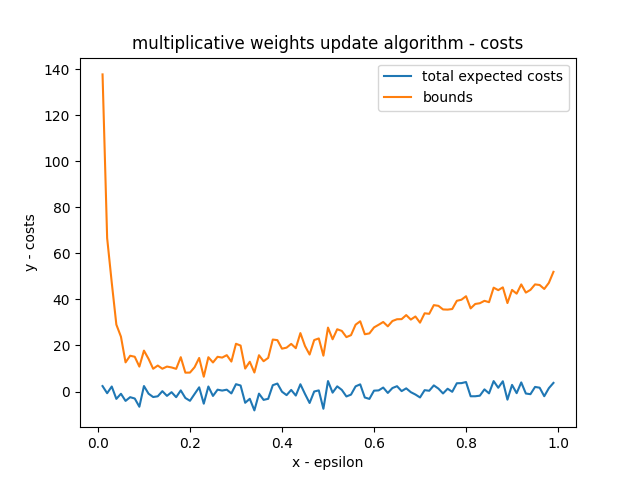 multiplicative weights update algorithm - costs
total expected costs
bounds
y - costs
140
120
100
80
60
40
20
0
0.0 0.2 0.4 0.6 0.8 1.0
x - epsilon